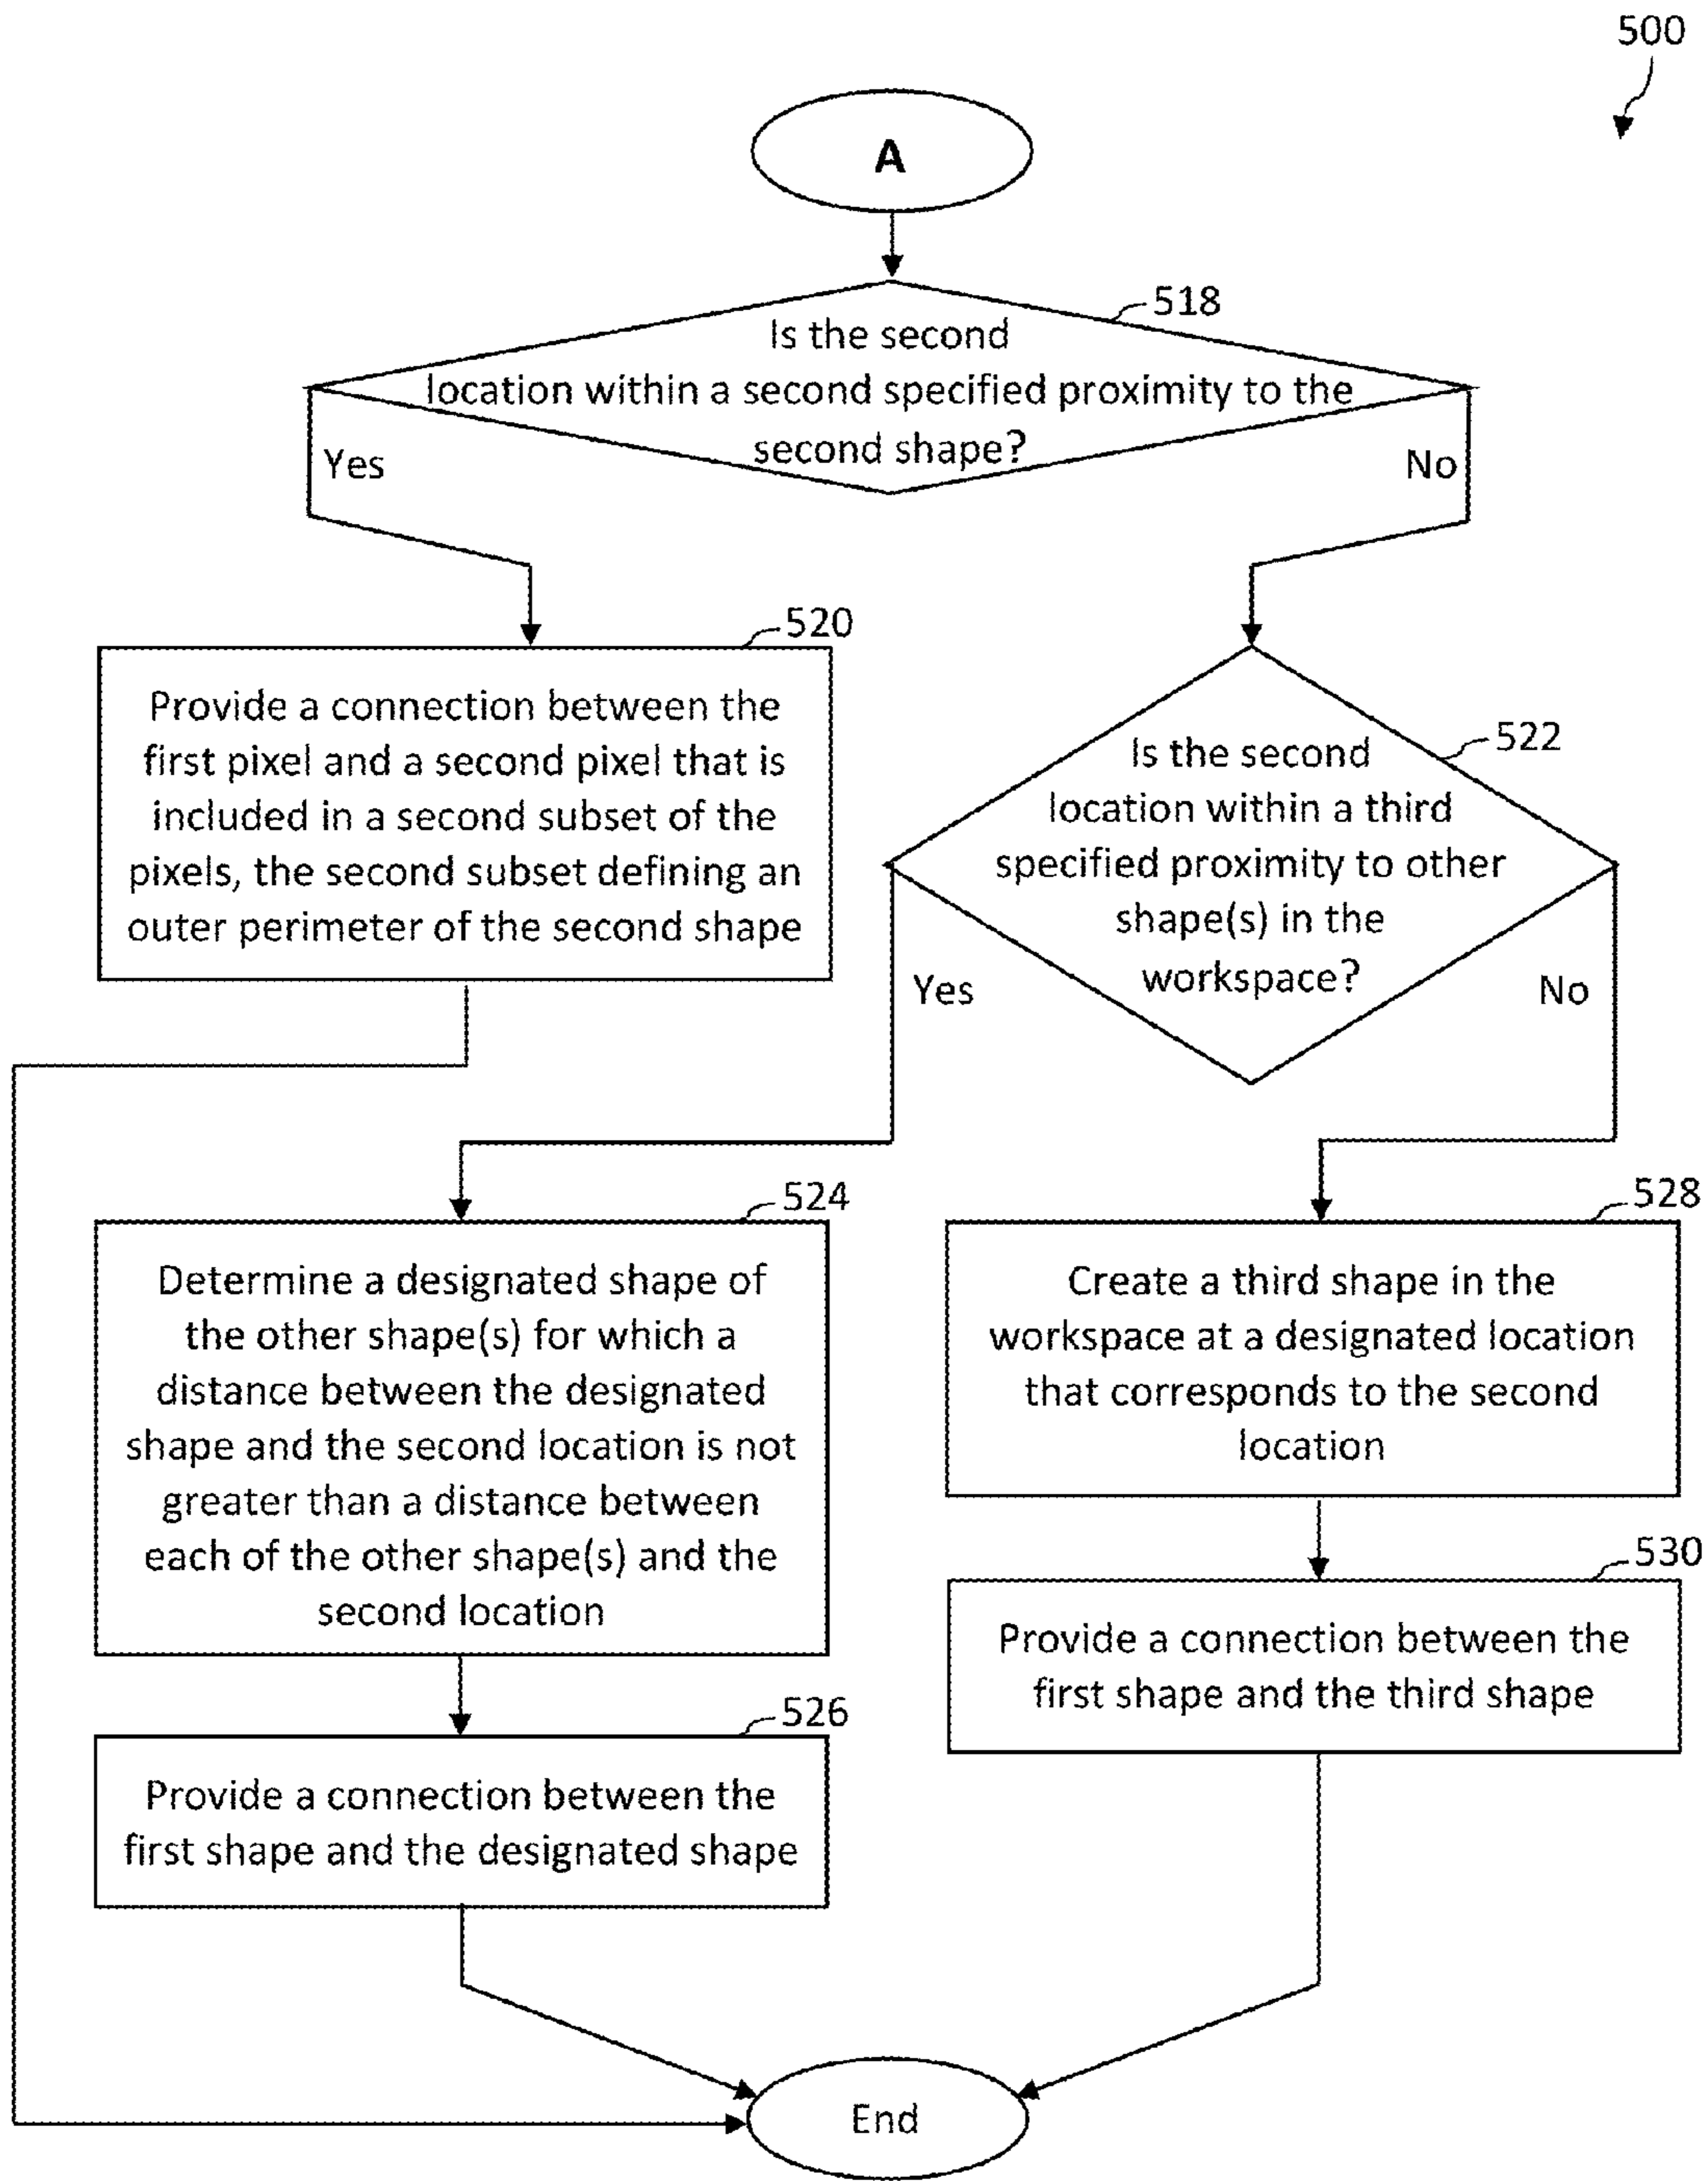 500
A
518
Is the second
location within a second specified proximity to the
second shape?
Yes
No
520
Provide a connection between the
first pixel and a second pixel that is
included in a second subset of the
pixels, the second subset defining an
outer perimeter of the second shape
522
Is the second
location within a third
specified proximity to other
shape(s) in the
workspace?
Yes
No
524
Determine a designated shape of
the other shape(s) for which a
distance between the designated
shape and the second location is not
greater than a distance between
each of the other shape(s) and the
second location
528
Create a third shape in the
workspace at a designated location
that corresponds to the second
location
530
Provide a connection between the
first shape and the third shape
526
Provide a connection between the
first shape and the designated shape
End